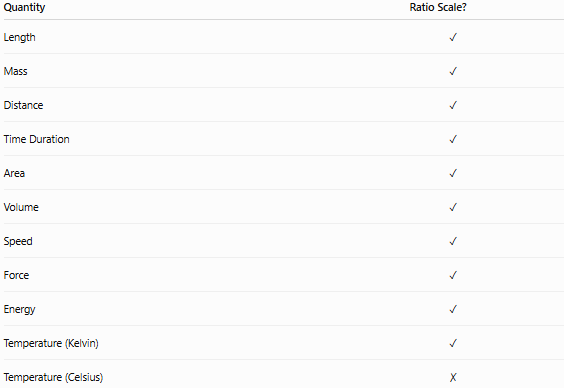 Quantity Ratio Scale?
Length ✓
Mass ✓
Distance ✓
Time Duration ✓
Area ✓
Volume ✓
Speed ✓
Force ✓
Energy ✓
Temperature (Kelvin) ✓
Temperature (Celsius) ✗